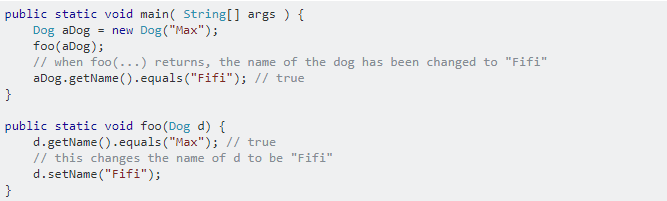 public static void main( String[] args ) {
    Dog aDog = new Dog("Max");
    foo(aDog);
    // when foo(...) returns, the name of the dog has been changed to "Fifi"
    aDog.getName().equals("Fifi"); // true
}

public static void foo(Dog d) {
    d.getName().equals("Max"); // true
    // this changes the name of d to be "Fifi"
    d.setName("Fifi");
}